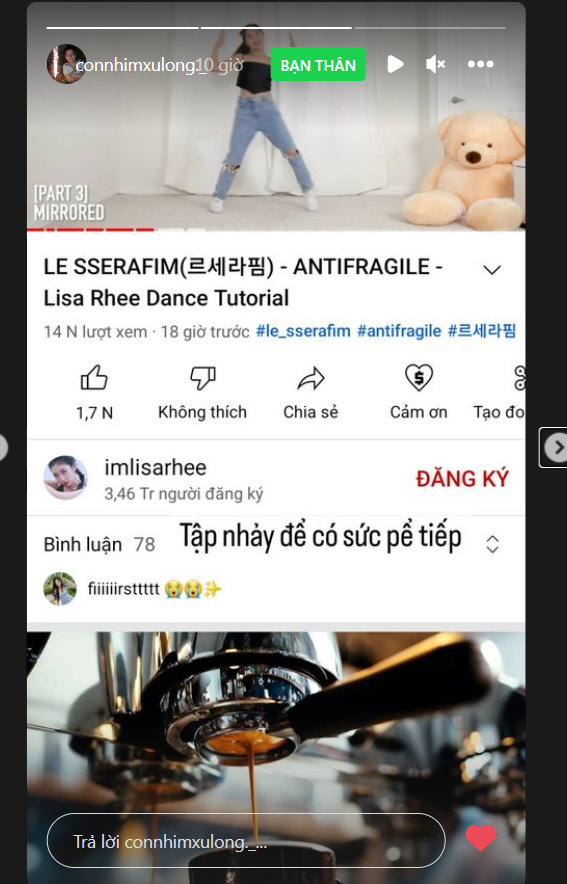 connhimxulong._ 10 giờ BẠN THÂN
[PART 3]
MIRRORED
LE SSERAFIM(르세라핌) - ANTIFRAGILE -
Lisa Rhee Dance Tutorial
14 N lượt xem · 18 giờ trước #le_sserafim #antifragile #르세라핌
1,7 N Không thích Chia sẻ Cảm ơn Tạo đo
imlisarhee
ĐĂNG KÝ
3,46 Tr người đăng ký
Bình luận 78 Tập nhảy để có sức pể tiếp
fiiiiiirsttttt 😭😭✨
Trả lời connhimxulong._...